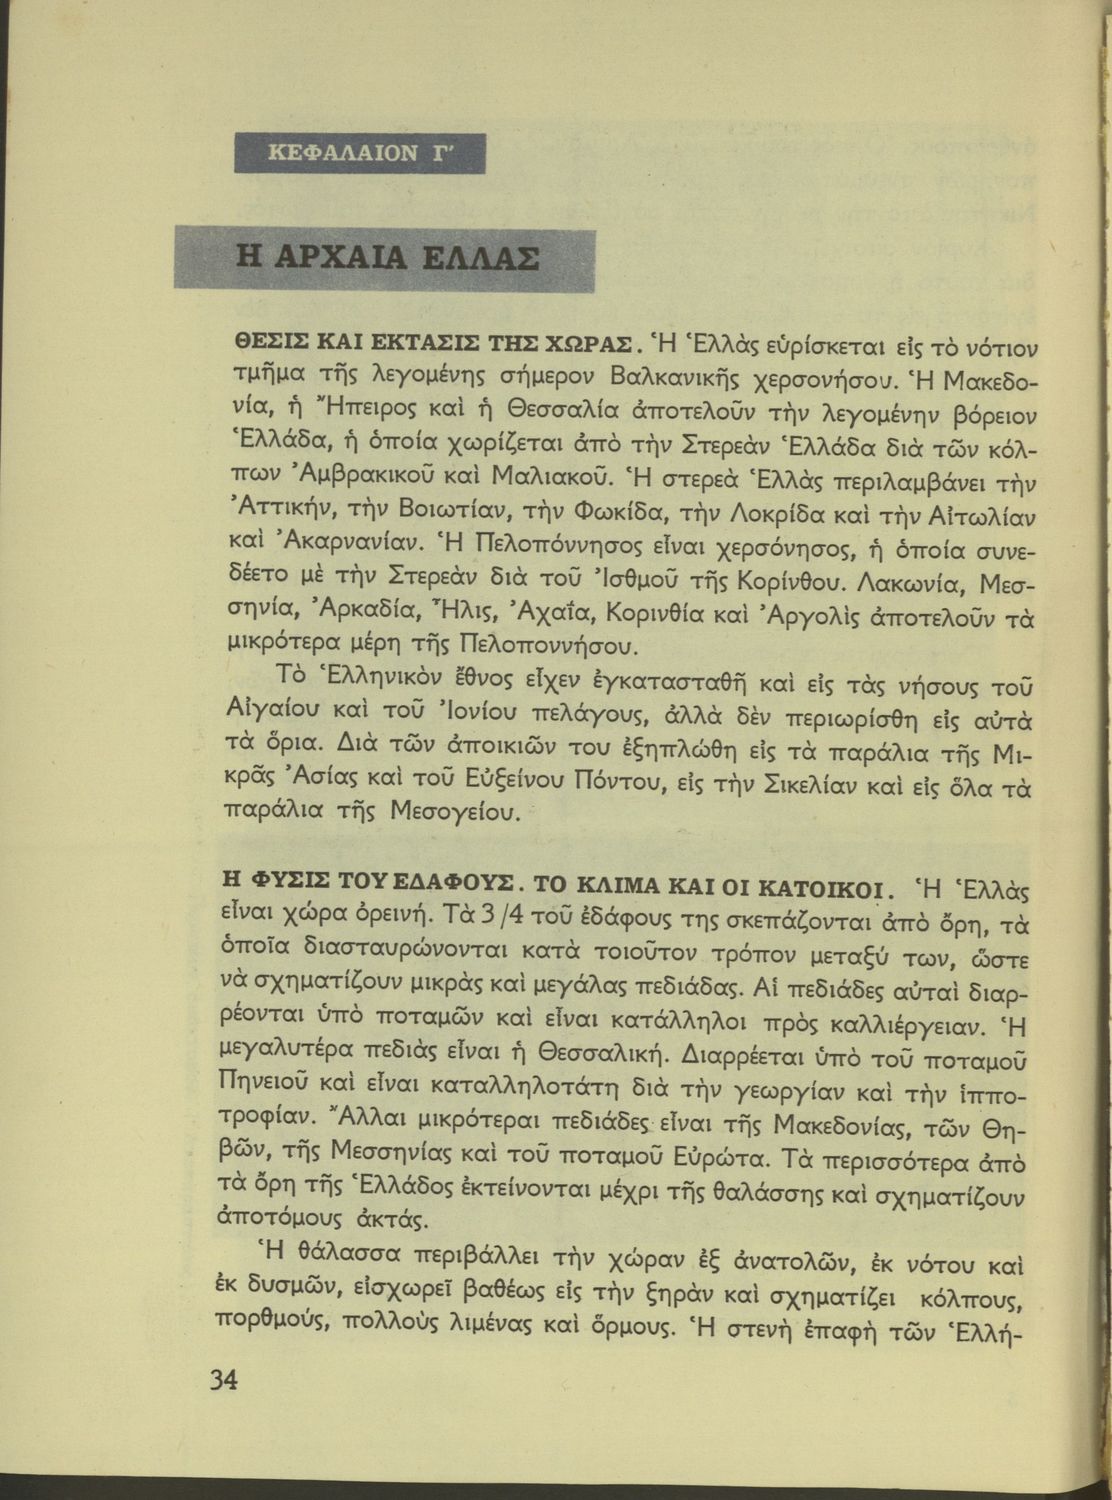 ΚΕΦΑΛΑΙΟΝ Γ'
Η ΑΡΧΑΙΑ ΕΛΛΑΣ
ΘΕΣΙΣ ΚΑΙ ΕΚΤΑΣΙΣ ΤΗΣ ΧΩΡΑΣ. Ἡ Ἑλλὰς εὑρίσκεται εἰς τὸ νότιον
τμῆμα τῆς λεγομένης σήμερον Βαλκανικῆς χερσονήσου. Ἡ Μακεδο-
νία, ἡ Ἤπειρος καὶ ἡ Θεσσαλία ἀποτελοῦν τὴν λεγομένην βόρειον
Ἑλλάδα, ἡ ὁποία χωρίζεται ἀπὸ τὴν Στερεὰν Ἑλλάδα διὰ τῶν κόλ-
πων Ἀμβρακικοῦ καὶ Μαλιακοῦ. Ἡ στερεὰ Ἑλλὰς περιλαμβάνει τὴν
Ἀττικήν, τὴν Βοιωτίαν, τὴν Φωκίδα, τὴν Λοκρίδα καὶ τὴν Αἰτωλίαν
καὶ Ἀκαρνανίαν. Ἡ Πελοπόννησος εἶναι χερσόνησος, ἡ ὁποία συνε-
δέετο μὲ τὴν Στερεὰν διὰ τοῦ Ἰσθμοῦ τῆς Κορίνθου. Λακωνία, Μεσ-
σηνία, Ἀρκαδία, Ἦλις, Ἀχαΐα, Κορινθία καὶ Ἀργολὶς ἀποτελοῦν τὰ
μικρότερα μέρη τῆς Πελοποννήσου.
Τὸ Ἑλληνικὸν ἔθνος εἶχεν ἐγκατασταθῆ καὶ εἰς τὰς νήσους τοῦ
Αἰγαίου καὶ τοῦ Ἰονίου πελάγους, ἀλλὰ δὲν περιωρίσθη εἰς αὐτὰ
τὰ ὅρια. Διὰ τῶν ἀποικιῶν του ἐξηπλώθη εἰς τὰ παράλια τῆς Μι-
κρᾶς Ἀσίας καὶ τοῦ Εὐξείνου Πόντου, εἰς τὴν Σικελίαν καὶ εἰς ὅλα τὰ
παράλια τῆς Μεσογείου.
Η ΦΥΣΙΣ ΤΟΥ ΕΔΑΦΟΥΣ. ΤΟ ΚΛΙΜΑ ΚΑΙ ΟΙ ΚΑΤΟΙΚΟΙ. Ἡ Ἑλλὰς
εἶναι χώρα ὀρεινή. Τὰ 3/4 τοῦ ἐδάφους της σκεπάζονται ἀπὸ ὄρη, τὰ
ὁποῖα διασταυρώνονται κατὰ τοιοῦτον τρόπον μεταξύ των, ὥστε
νὰ σχηματίζουν μικρὰς καὶ μεγάλας πεδιάδας. Αἱ πεδιάδες αὐταὶ διαρ-
ρέονται ὑπὸ ποταμῶν καὶ εἶναι κατάλληλοι πρὸς καλλιέργειαν. Ἡ
μεγαλυτέρα πεδιὰς εἶναι ἡ Θεσσαλική. Διαρρέεται ὑπὸ τοῦ ποταμοῦ
Πηνειοῦ καὶ εἶναι καταλληλοτάτη διὰ τὴν γεωργίαν καὶ τὴν ἱππο-
τροφίαν. Ἄλλαι μικρότεραι πεδιάδες εἶναι τῆς Μακεδονίας, τῶν Θη-
βῶν, τῆς Μεσσηνίας καὶ τοῦ ποταμοῦ Εὐρώτα. Τὰ περισσότερα ἀπὸ
τὰ ὄρη τῆς Ἑλλάδος ἐκτείνονται μέχρι τῆς θαλάσσης καὶ σχηματίζουν
ἀποτόμους ἀκτάς.
Ἡ θάλασσα περιβάλλει τὴν χώραν ἐξ ἀνατολῶν, ἐκ νότου καὶ
ἐκ δυσμῶν, εἰσχωρεῖ βαθέως εἰς τὴν ξηρὰν καὶ σχηματίζει κόλπους,
πορθμούς, πολλοὺς λιμένας καὶ ὅρμους. Ἡ στενὴ ἐπαφὴ τῶν Ἑλλή-
34